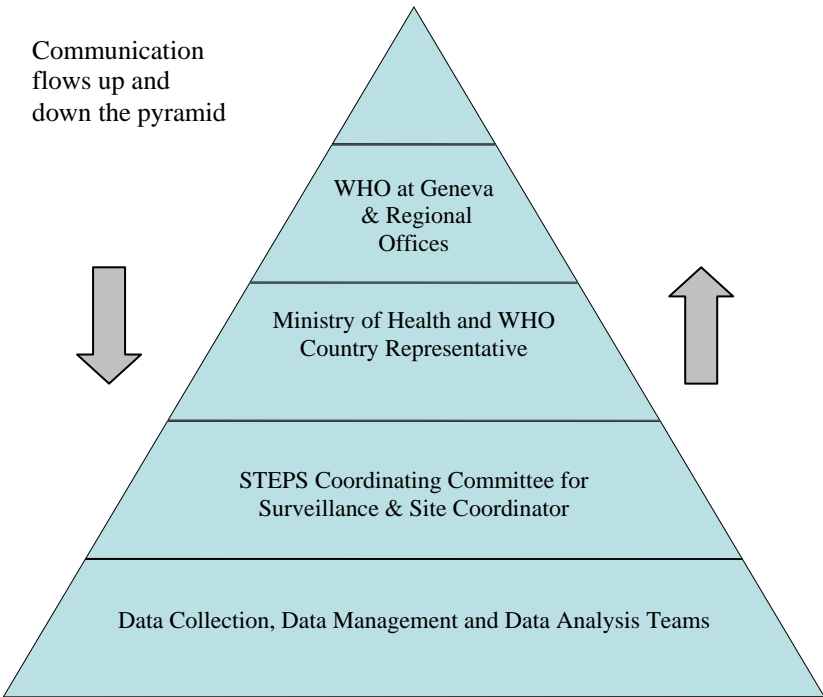 Communication
flows up and
down the pyramid
WHO at Geneva
& Regional
Offices
Ministry of Health and WHO
Country Representative
STEPS Coordinating Committee for
Surveillance & Site Coordinator
Data Collection, Data Management and Data Analysis Teams